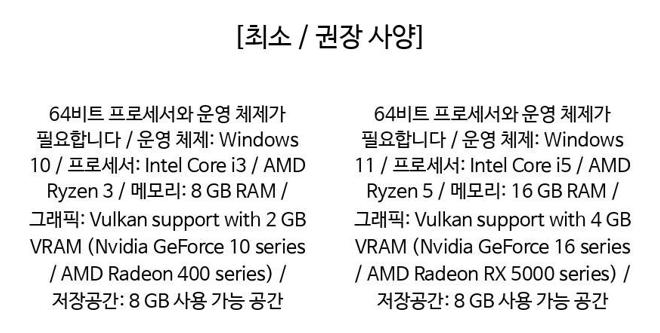 [최소 / 권장 사양]
64비트 프로세서와 운영 체제가
필요합니다 / 운영 체제: Windows
10 / 프로세서: Intel Core i3 / AMD
Ryzen 3 / 메모리: 8 GB RAM /
그래픽: Vulkan support with 2 GB
VRAM (Nvidia GeForce 10 series
/ AMD Radeon 400 series) /
저장공간: 8 GB 사용 가능 공간
64비트 프로세서와 운영 체제가
필요합니다 / 운영 체제: Windows
11 / 프로세서: Intel Core i5 / AMD
Ryzen 5 / 메모리: 16 GB RAM /
그래픽: Vulkan support with 4 GB
VRAM (Nvidia GeForce 16 series
/ AMD Radeon RX 5000 series) /
저장공간: 8 GB 사용 가능 공간